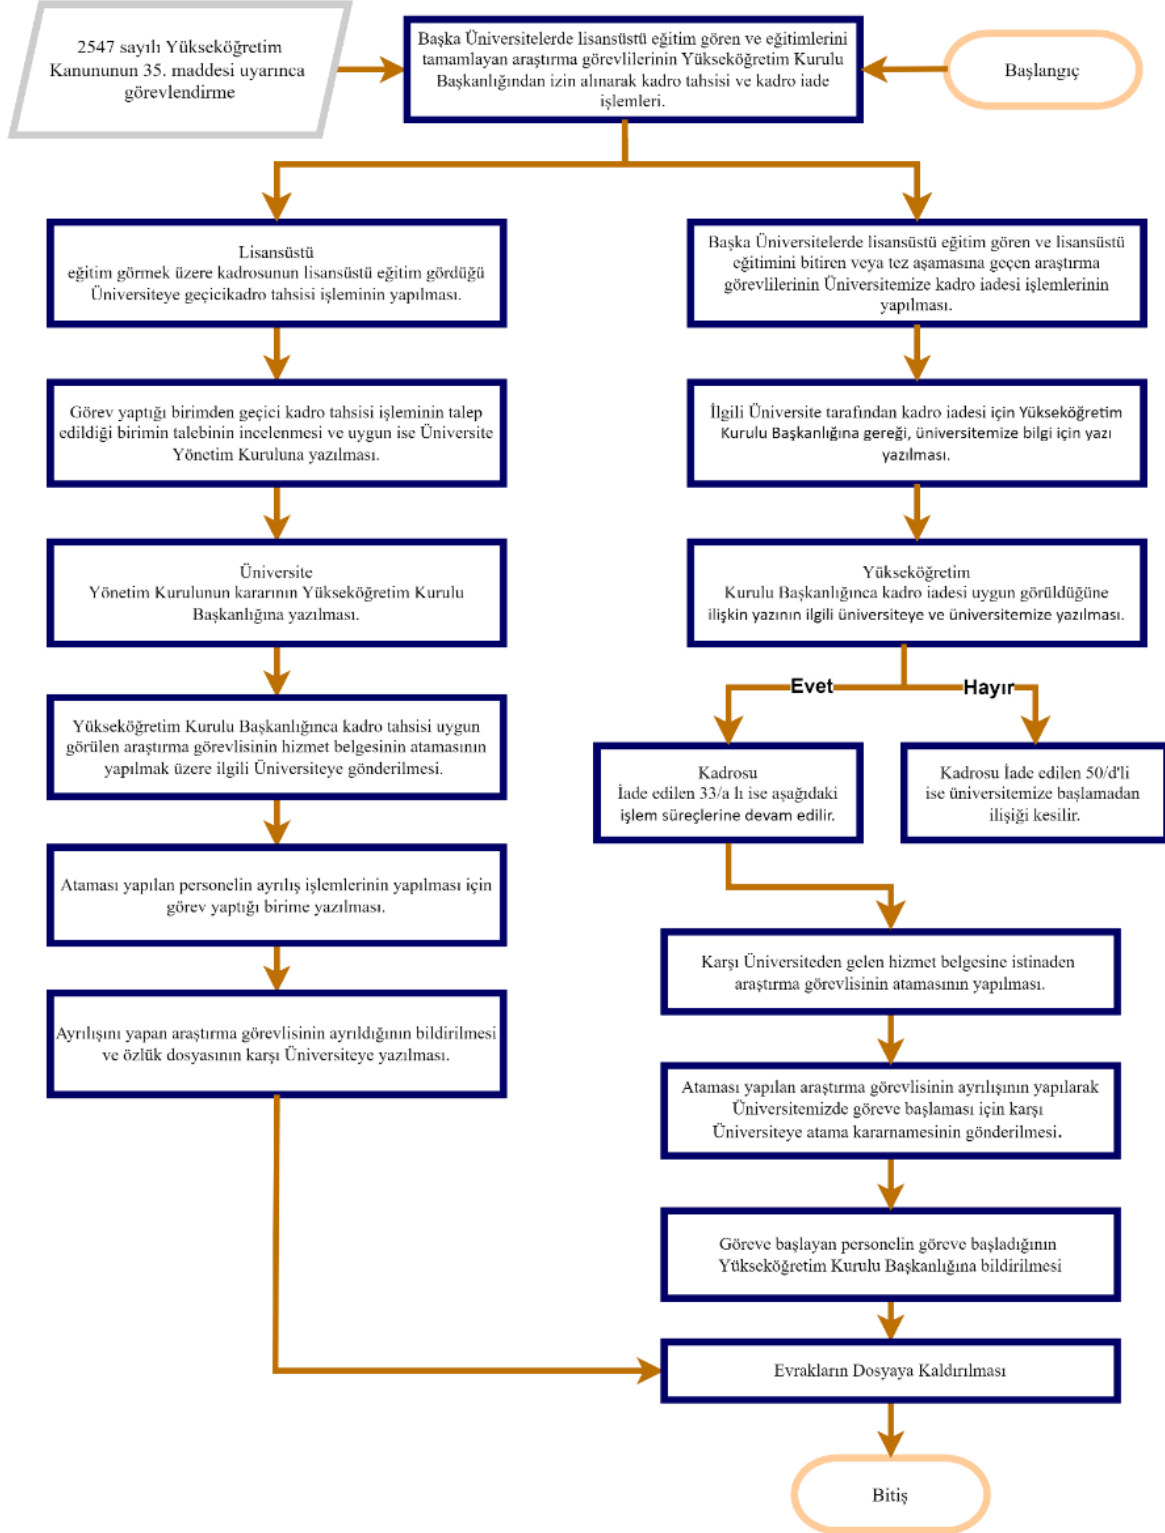 2547 sayılı Yükseköğretim
Kanununun 35. maddesi uyarınca
görevlendirme
Başka Üniversitelerde lisansüstü eğitim gören ve eğitimlerini
tamamlayan araştırma görevlilerinin Yükseköğretim Kurulu
Başkanlığından izin alınarak kadro tahsisi ve kadro iade
işlemleri.
Başlangıç
Lisansüstü
eğitim görmek üzere kadrosunun lisansüstü eğitim gördüğü
Üniversiteye geçicikadro tahsisi işleminin yapılması.
Görev yaptığı birimden geçici kadro tahsisi işleminin talep
edildiği birimin talebinin incelenmesi ve uygun ise Üniversite
Yönetim Kuruluna yazılması.
Üniversite
Yönetim Kurulunun kararının Yükseköğretim Kurulu
Başkanlığına yazılması.
Yükseköğretim Kurulu Başkanlığınca kadro tahsisi uygun
görülen araştırma görevlisinin hizmet belgesinin atamasının
yapılmak üzere ilgili Üniversiteye gönderilmesi.
Ataması yapılan personelin ayrılış işlemlerinin yapılması için
görev yaptığı birime yazılması.
Ayrılışını yapan araştırma görevlisinin ayrıldığının bildirilmesi
ve özlük dosyasının karşı Üniversiteye yazılması.
Başka Üniversitelerde lisansüstü eğitim gören ve lisansüstü
eğitimini bitiren veya tez aşamasına geçen araştırma
görevlilerinin Üniversitemize kadro iadesi işlemlerinin
yapılması.
İlgili Üniversite tarafından kadro iadesi için Yükseköğretim
Kurulu Başkanlığına gereği, üniversitemize bilgi için yazı
yazılması.
Yükseköğretim
Kurulu Başkanlığınca kadro iadesi uygun görüldüğüne
ilişkin yazının ilgili üniversiteye ve üniversitemize yazılması.
Evet
Hayır
Kadrosu
İade edilen 33/a lı ise aşağıdaki
işlem süreçlerine devam edilir.
Kadrosu İade edilen 50/d'li
ise üniversitemize başlamadan
ilişiği kesilir.
Karşı Üniversiteden gelen hizmet belgesine istinaden
araştırma görevlisinin atamasının yapılması.
Ataması yapılan araştırma görevlisinin ayrılışının yapılarak
Üniversitemizde göreve başlaması için karşı
Üniversiteye atama kararnamesinin gönderilmesi.
Göreve başlayan personelin göreve başladığının
Yükseköğretim Kurulu Başkanlığına bildirilmesi
Evrakların Dosyaya Kaldırılması
Bitiş